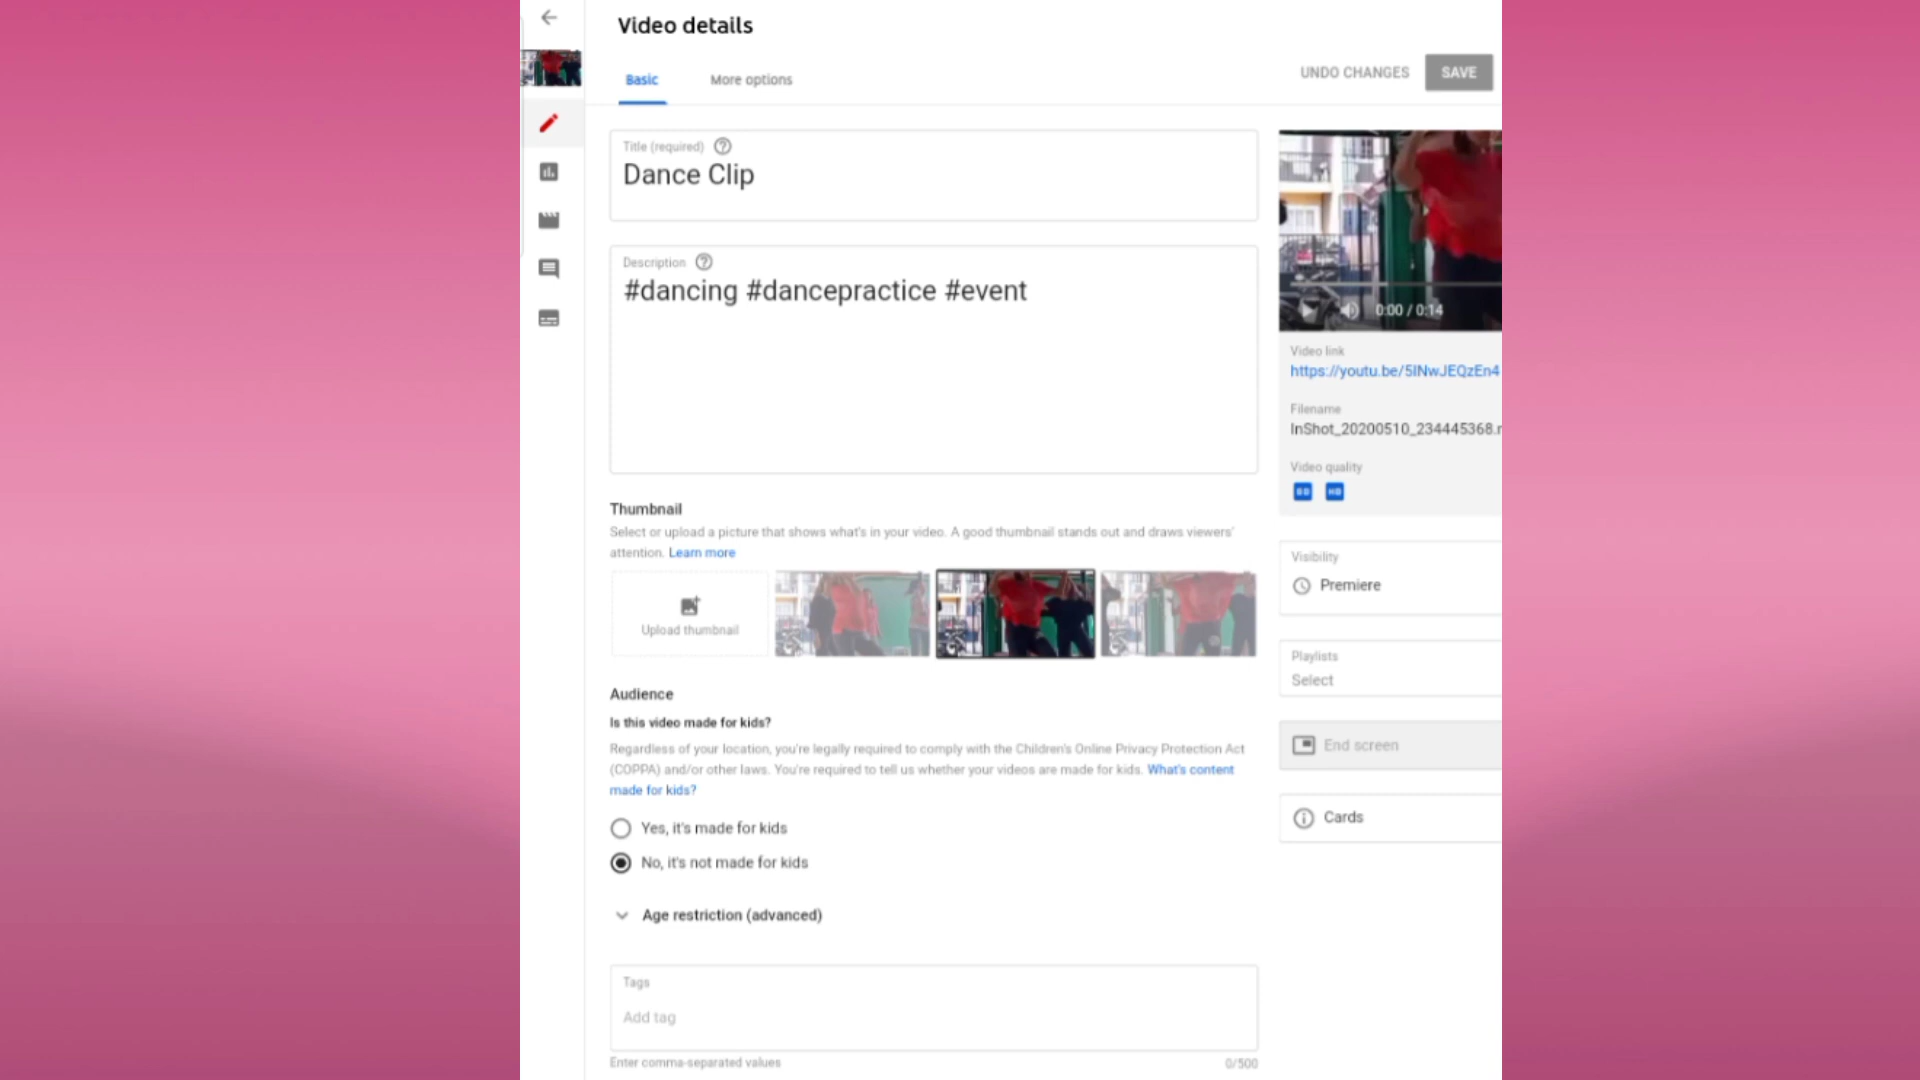 Video details
Basic
More options
UNDO CHANGES
SAVE
Title (required)
Dance Clip
Description
#dancing #dancepractice #event
0:00 / 0:14
Video link
https://youtu.be/5INwJEQzEn4
Filename
InShot_20200510_234445368.
Video quality
SD HD
Thumbnail
Select or upload a picture that shows what's in your video. A good thumbnail stands out and draws viewers'
attention. Learn more
Upload thumbnail
Visibility
Premiere
Playlists
Select
End screen
Cards
Audience
Is this video made for kids?
Regardless of your location, you're legally required to comply with the Children's Online Privacy Protection Act
(COPPA) and/or other laws. You're required to tell us whether your videos are made for kids. What's content
made for kids?
Yes, it's made for kids
No, it's not made for kids
Age restriction (advanced)
Tags
Add tag
Enter comma-separated values
0/500